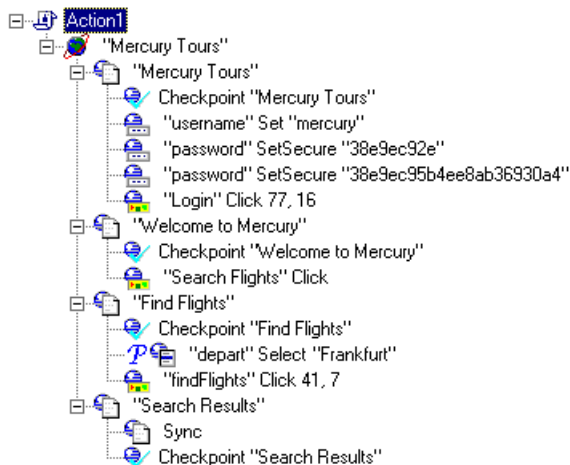 Action1
"Mercury Tours"
"Mercury Tours"
Checkpoint "Mercury Tours"
"username" Set "mercury"
"password" SetSecure "38e9ec92e"
"password" SetSecure "38e9ec95b4ee8ab36930a4"
"Login" Click 77, 16
"Welcome to Mercury"
Checkpoint "Welcome to Mercury"
"Search Flights" Click
"Find Flights"
Checkpoint "Find Flights"
P "depart" Select "Frankfurt"
"findFlights" Click 41, 7
"Search Results"
Sync
Checkpoint "Search Results"